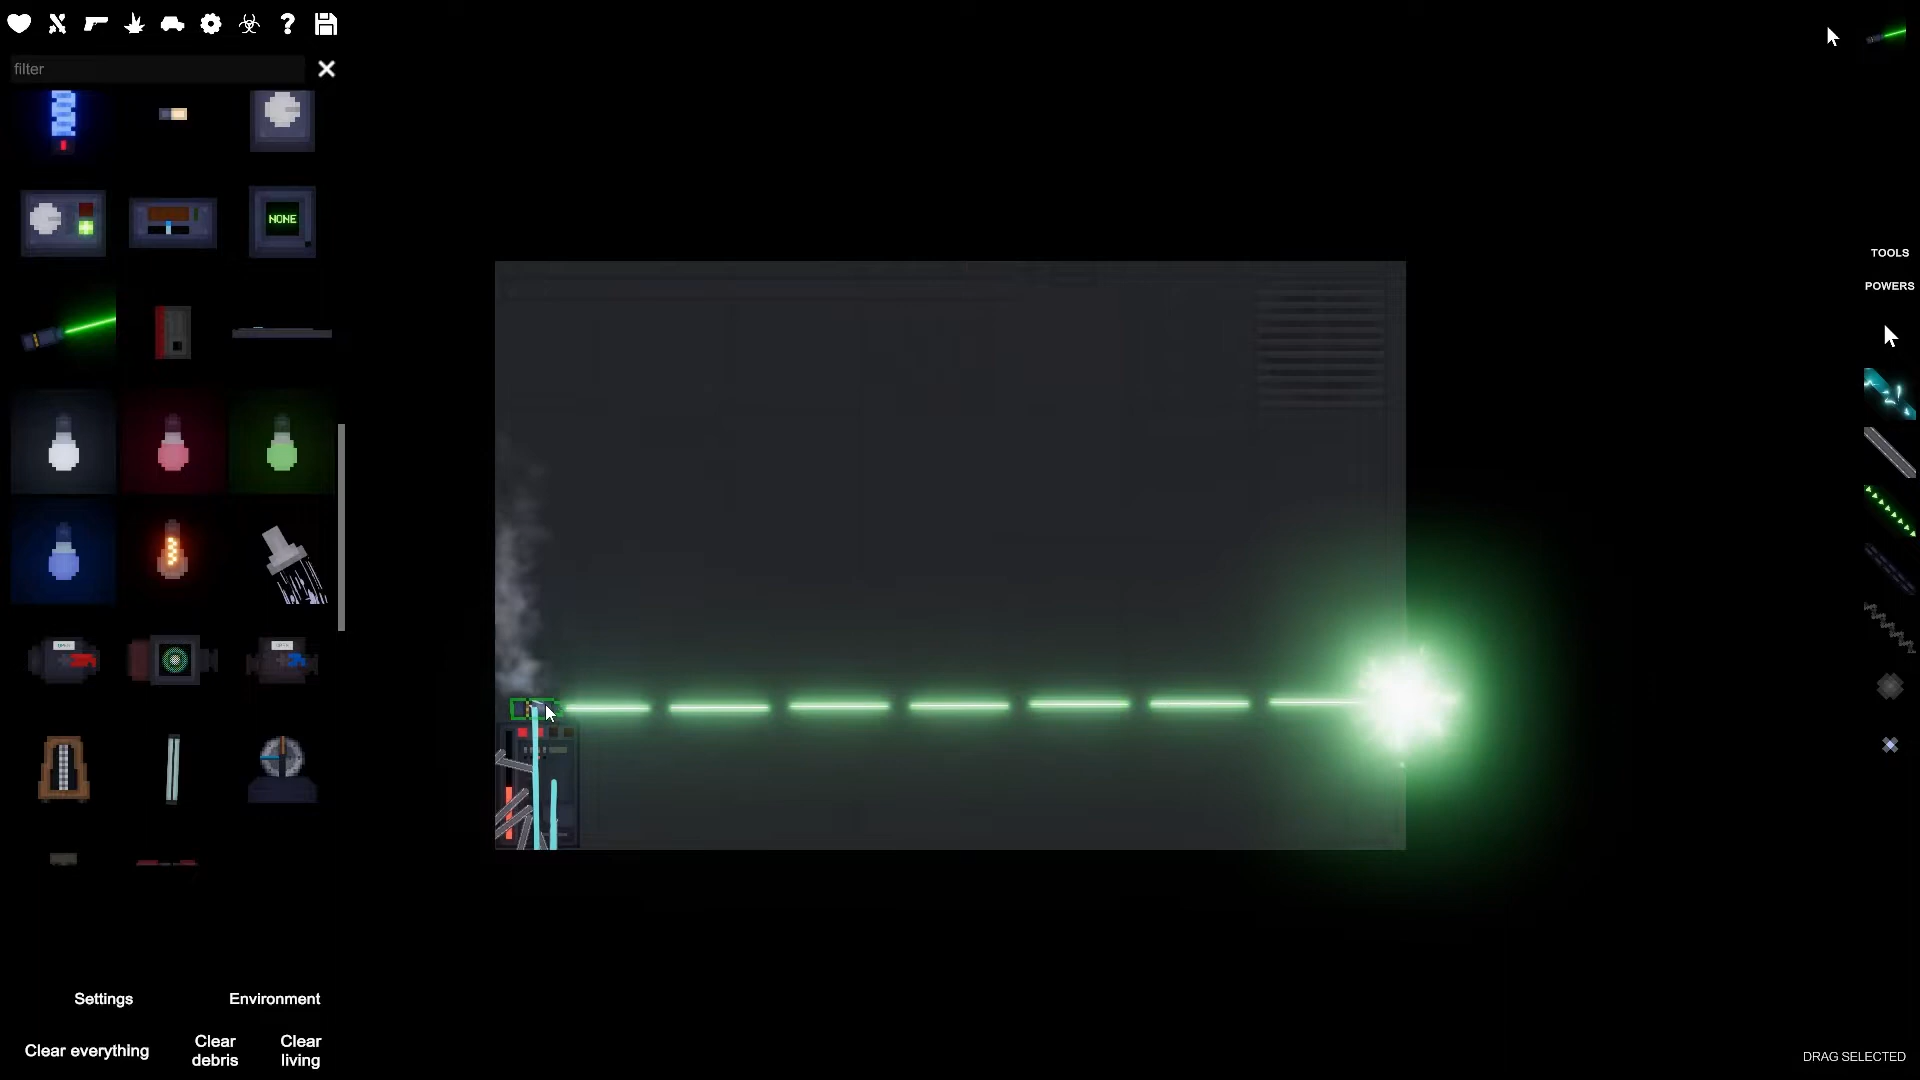 filter
NONE
TOOLS
POWERS
Settings
Environment
Clear everything
Clear
debris
Clear
living
DRAG SELECTED